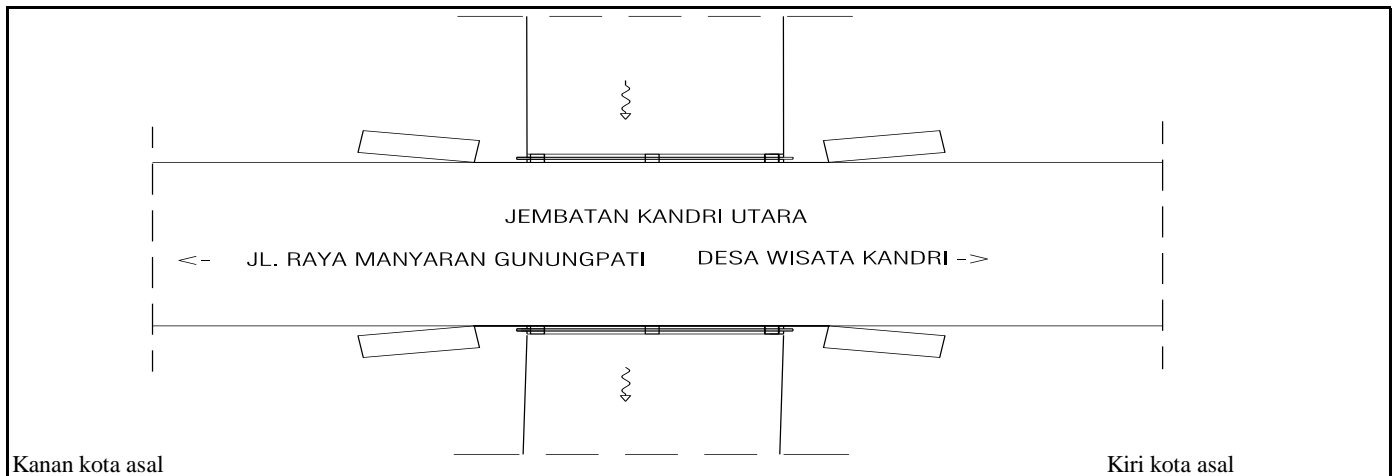 JEMBATAN KANDRI UTARA
<- JL. RAYA MANYARAN GUNUNGPATI DESA WISATA KANDRI ->
Kanan kota asal Kiri kota asal